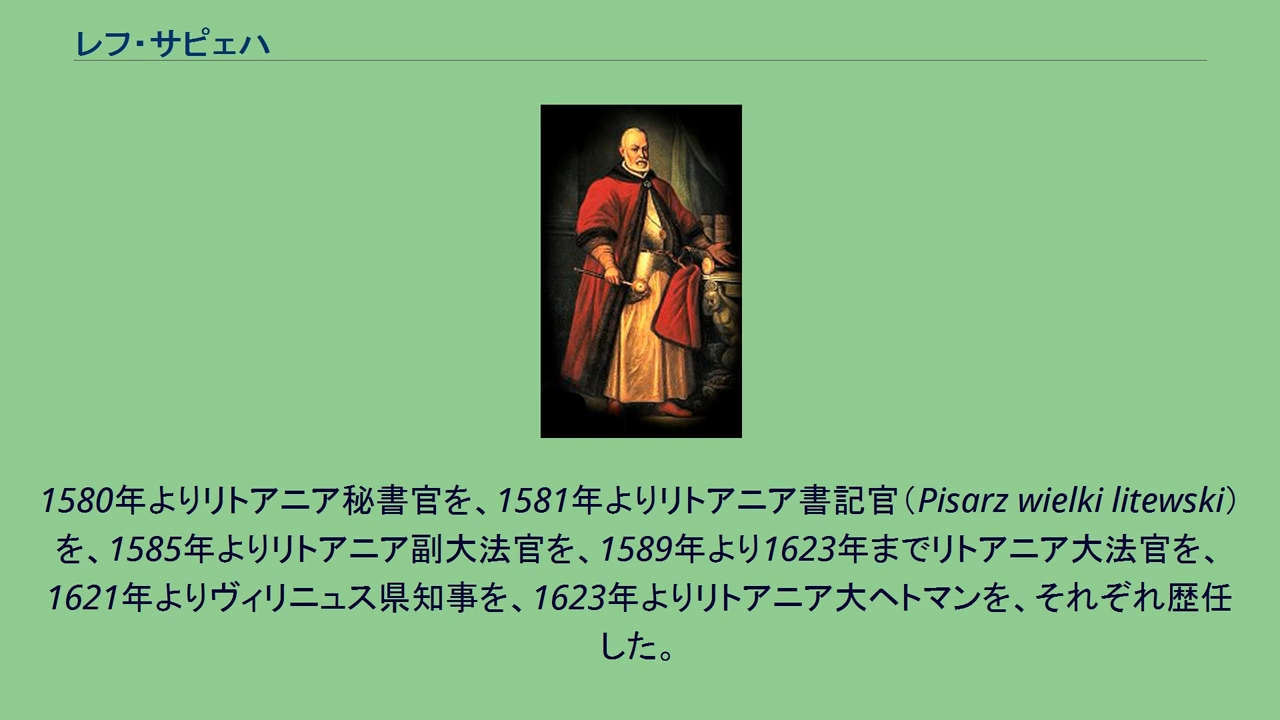 レフ・サピェハ
1580年よりリトアニア秘書官を、1581年よりリトアニア書記官（Pisarz wielki litewski）
を、1585年よりリトアニア副大法官を、1589年より1623年までリトアニア大法官を、
1621年よりヴィリニュス県知事を、1623年よりリトアニア大ヘトマンを、それぞれ歴任
した。